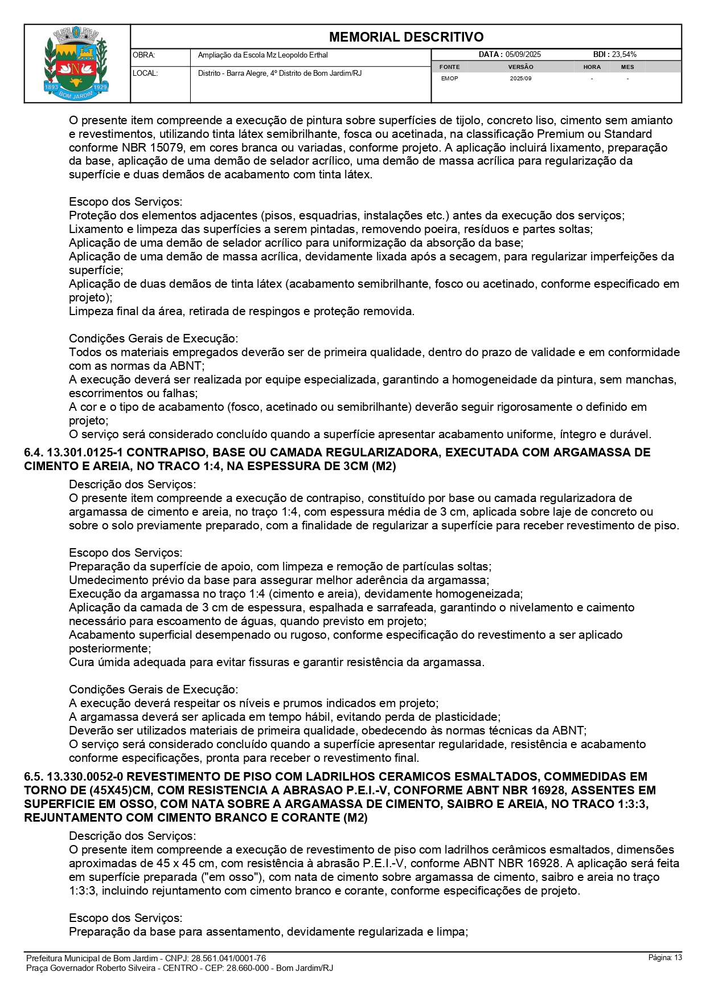 MEMORIAL DESCRITIVO
OBRA: Ampliação da Escola Mz Leopoldo Erthal
DATA : 05/09/2025 BDI : 23,54%
FONTE VERSÃO HORA MES
LOCAL: Distrito - Barra Alegre, 4º Distrito de Bom Jardim/RJ
EMOP 2025/09 - -
N
1893 1929
BOM JARDIM
O presente item compreende a execução de pintura sobre superfícies de tijolo, concreto liso, cimento sem amianto
e revestimentos, utilizando tinta látex semibrilhante, fosca ou acetinada, na classificação Premium ou Standard
conforme NBR 15079, em cores branca ou variadas, conforme projeto. A aplicação incluirá lixamento, preparação
da base, aplicação de uma demão de selador acrílico, uma demão de massa acrílica para regularização da
superfície e duas demãos de acabamento com tinta látex.
Escopo dos Serviços:
Proteção dos elementos adjacentes (pisos, esquadrias, instalações etc.) antes da execução dos serviços;
Lixamento e limpeza das superfícies a serem pintadas, removendo poeira, resíduos e partes soltas;
Aplicação de uma demão de selador acrílico para uniformização da absorção da base;
Aplicação de uma demão de massa acrílica, devidamente lixada após a secagem, para regularizar imperfeições da
superfície;
Aplicação de duas demãos de tinta látex (acabamento semibrilhante, fosco ou acetinado, conforme especificado em
projeto);
Limpeza final da área, retirada de respingos e proteção removida.
Condições Gerais de Execução:
Todos os materiais empregados deverão ser de primeira qualidade, dentro do prazo de validade e em conformidade
com as normas da ABNT;
A execução deverá ser realizada por equipe especializada, garantindo a homogeneidade da pintura, sem manchas,
escorrimentos ou falhas;
A cor e o tipo de acabamento (fosco, acetinado ou semibrilhante) deverão seguir rigorosamente o definido em
projeto;
O serviço será considerado concluído quando a superfície apresentar acabamento uniforme, íntegro e durável.
6.4. 13.301.0125-1 CONTRAPISO, BASE OU CAMADA REGULARIZADORA, EXECUTADA COM ARGAMASSA DE
CIMENTO E AREIA, NO TRACO 1:4, NA ESPESSURA DE 3CM (M2)
Descrição dos Serviços:
O presente item compreende a execução de contrapiso, constituído por base ou camada regularizadora de
argamassa de cimento e areia, no traço 1:4, com espessura média de 3 cm, aplicada sobre laje de concreto ou
sobre o solo previamente preparado, com a finalidade de regularizar a superfície para receber revestimento de piso.
Escopo dos Serviços:
Preparação da superfície de apoio, com limpeza e remoção de partículas soltas;
Umedecimento prévio da base para assegurar melhor aderência da argamassa;
Execução da argamassa no traço 1:4 (cimento e areia), devidamente homogeneizada;
Aplicação da camada de 3 cm de espessura, espalhada e sarrafeada, garantindo o nivelamento e caimento
necessário para escoamento de águas, quando previsto em projeto;
Acabamento superficial desempenado ou rugoso, conforme especificação do revestimento a ser aplicado
posteriormente;
Cura úmida adequada para evitar fissuras e garantir resistência da argamassa.
Condições Gerais de Execução:
A execução deverá respeitar os níveis e prumos indicados em projeto;
A argamassa deverá ser aplicada em tempo hábil, evitando perda de plasticidade;
Deverão ser utilizados materiais de primeira qualidade, obedecendo às normas técnicas da ABNT;
O serviço será considerado concluído quando a superfície apresentar regularidade, resistência e acabamento
conforme especificações, pronta para receber o revestimento final.
6.5. 13.330.0052-0 REVESTIMENTO DE PISO COM LADRILHOS CERAMICOS ESMALTADOS, COMMEDIDAS EM
TORNO DE (45X45)CM, COM RESISTENCIA A ABRASAO P.E.I.-V, CONFORME ABNT NBR 16928, ASSENTES EM
SUPERFICIE EM OSSO, COM NATA SOBRE A ARGAMASSA DE CIMENTO, SAIBRO E AREIA, NO TRACO 1:3:3,
REJUNTAMENTO COM CIMENTO BRANCO E CORANTE (M2)
Descrição dos Serviços:
O presente item compreende a execução de revestimento de piso com ladrilhos cerâmicos esmaltados, dimensões
aproximadas de 45 x 45 cm, com resistência à abrasão P.E.I.-V, conforme ABNT NBR 16928. A aplicação será feita
em superfície preparada ("em osso"), com nata de cimento sobre argamassa de cimento, saibro e areia no traço
1:3:3, incluindo rejuntamento com cimento branco e corante, conforme especificações de projeto.
Escopo dos Serviços:
Preparação da base para assentamento, devidamente regularizada e limpa;
Prefeitura Municipal de Bom Jardim - CNPJ: 28.561.041/0001-76 Página: 13
Praça Governador Roberto Silveira - CENTRO - CEP: 28.660-000 - Bom Jardim/RJ